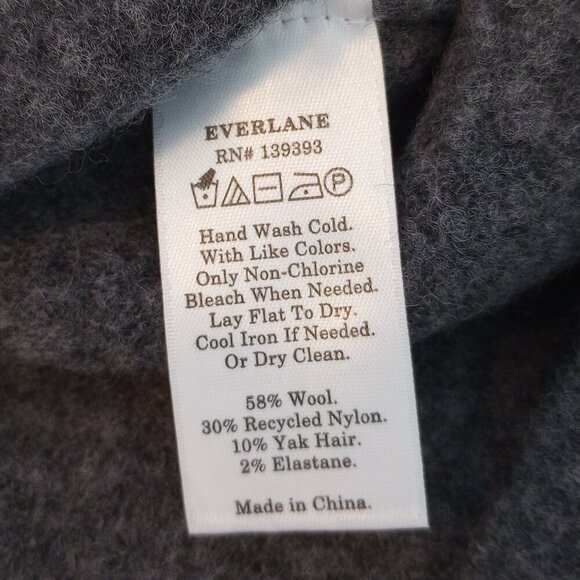 EVERLANE
RN# 139393
P
Hand Wash Cold.
With Like Colors.
Only Non-Chlorine
Bleach When Needed.
Lay Flat To Dry.
Cool Iron If Needed.
Or Dry Clean.
58% Wool.
30% Recycled Nylon.
10% Yak Hair.
2% Elastane.
Made in China.